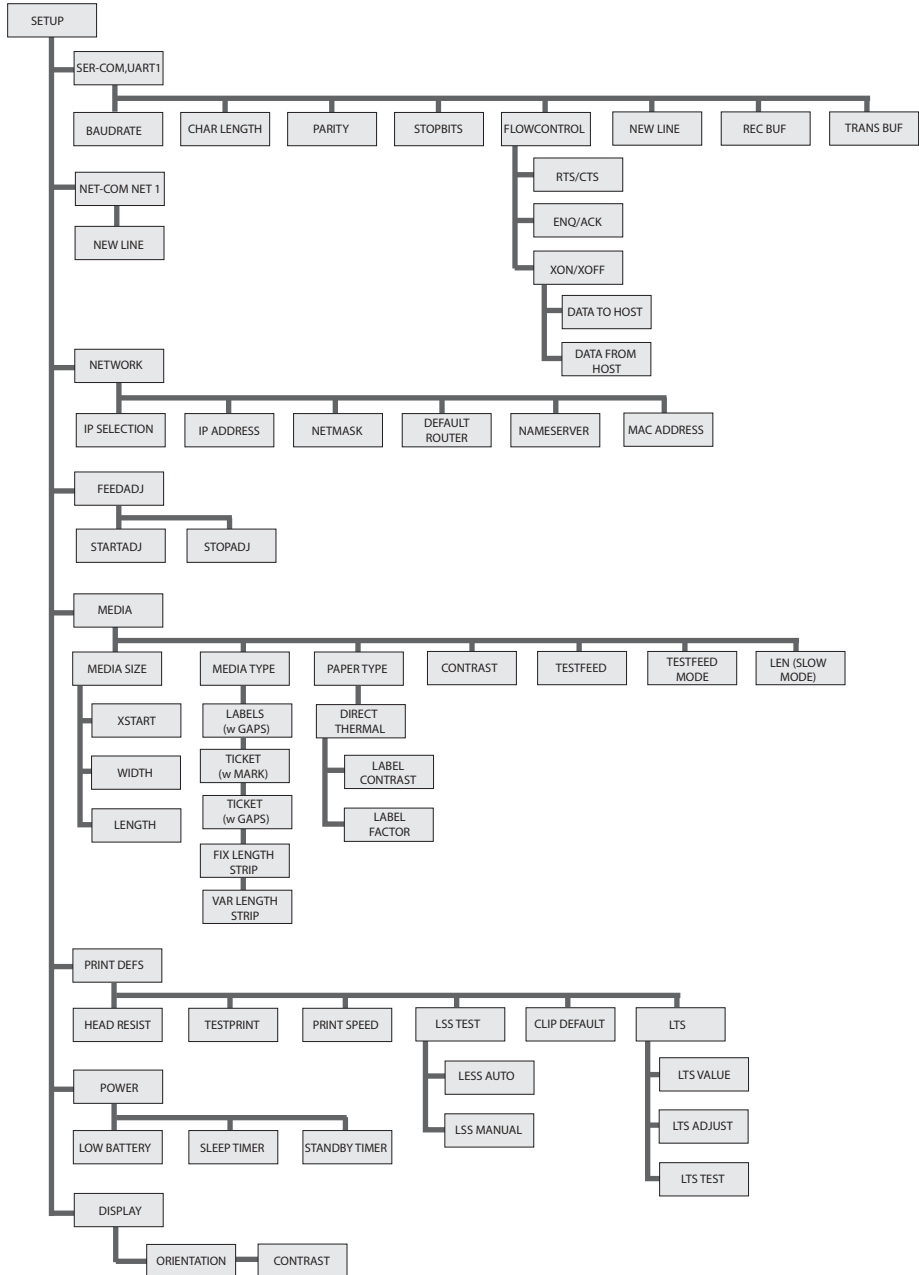 SETUP
SER-COM,UART1
BAUDRATE
CHAR LENGTH
PARITY
STOPBITS
FLOWCONTROL
NEW LINE
REC BUF
TRANS BUF
RTS/CTS
ENQ/ACK
XON/XOFF
DATA TO HOST
DATA FROM
HOST
NET-COM NET 1
NEW LINE
NETWORK
IP SELECTION
IP ADDRESS
NETMASK
DEFAULT
ROUTER
NAMESERVER
MAC ADDRESS
FEEDADJ
STARTADJ
STOPADJ
MEDIA
MEDIA SIZE
MEDIA TYPE
PAPER TYPE
CONTRAST
TESTFEED
TESTFEED
MODE
LEN (SLOW
MODE)
XSTART
WIDTH
LENGTH
LABELS
(w GAPS)
TICKET
(w MARK)
TICKET
(w GAPS)
FIX LENGTH
STRIP
VAR LENGTH
STRIP
DIRECT
THERMAL
LABEL
CONTRAST
LABEL
FACTOR
PRINT DEFS
HEAD RESIST
TESTPRINT
PRINT SPEED
LSS TEST
CLIP DEFAULT
LTS
LESS AUTO
LSS MANUAL
LTS VALUE
LTS ADJUST
LTS TEST
POWER
LOW BATTERY
SLEEP TIMER
STANDBY TIMER
DISPLAY
ORIENTATION
CONTRAST